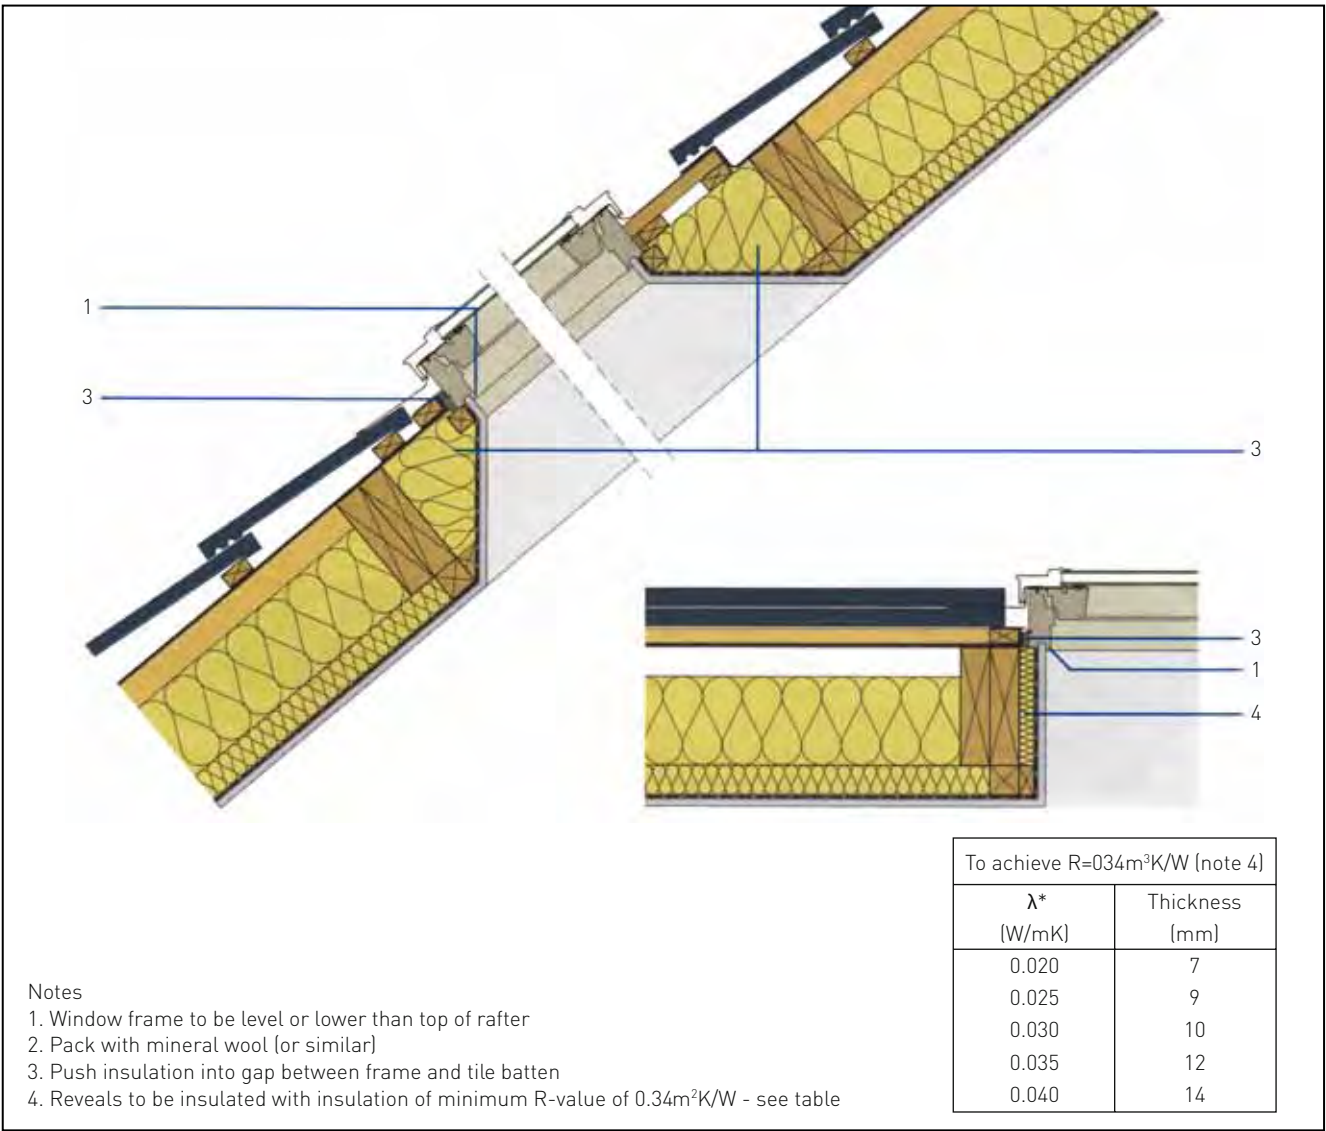 1
3
3
3
1
4
To achieve R=034m³K/W (note 4)
λ* Thickness
(W/mK) (mm)
0.020 7
0.025 9
0.030 10
0.035 12
0.040 14
Notes
1. Window frame to be level or lower than top of rafter
2. Pack with mineral wool (or similar)
3. Push insulation into gap between frame and tile batten
4. Reveals to be insulated with insulation of minimum R-value of 0.34m²K/W - see table